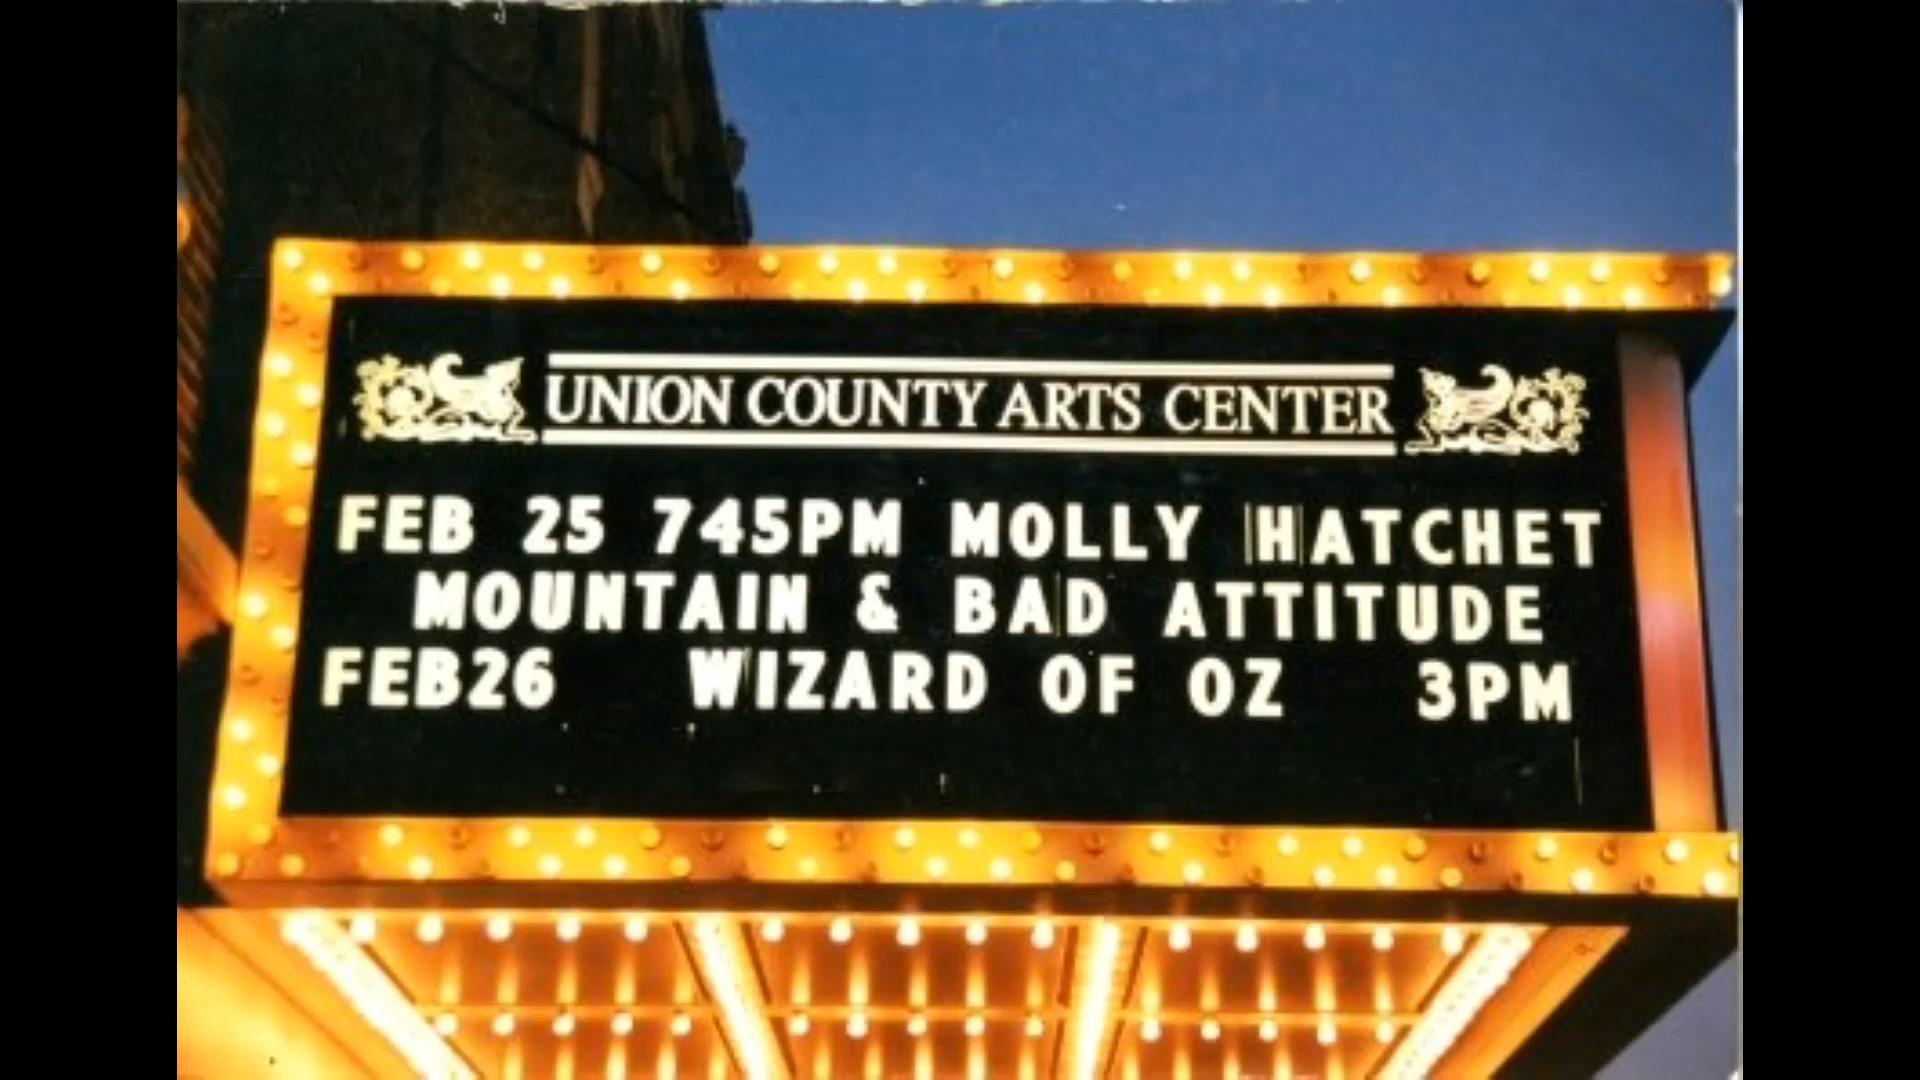 UNION COUNTY ARTS CENTER
FEB 25 745PM MOLLY HATCHET
MOUNTAIN & BAD ATTITUDE
FEB26 WIZARD OF OZ 3PM